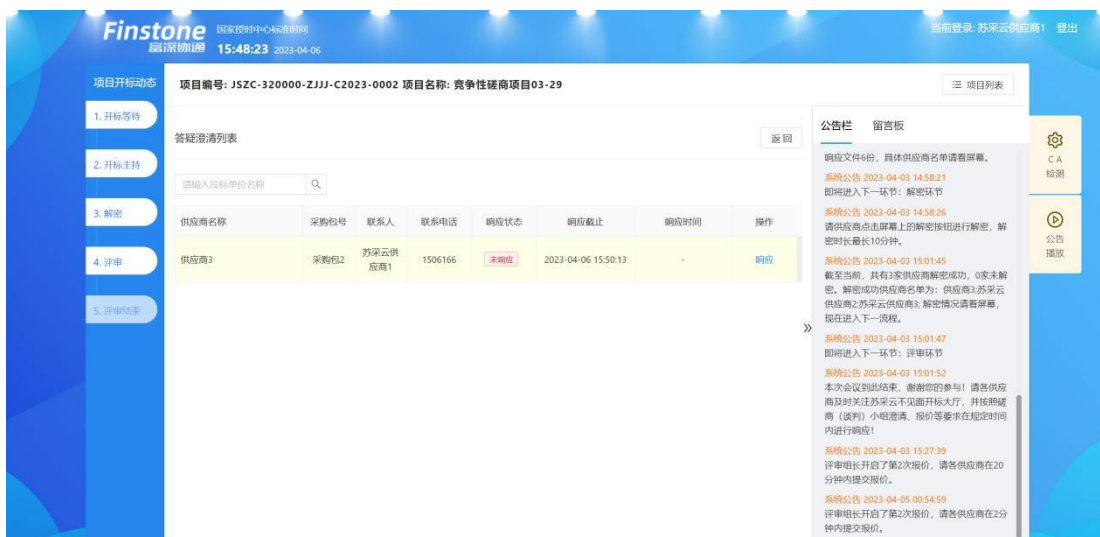 Finstone
富深协通
国家授时中心标准时间
15:48:23 2023-04-06
当前登录: 苏采云供应商1 登出
项目开标动态
1. 开标等待
2. 开标主持
3. 解密
4. 评审
5. 评审结束
项目编号: JSZC-320000-ZJJJ-C2023-0002 项目名称: 竞争性磋商项目03-29
项目列表
答疑澄清列表
返回
请输入投标单位名称
供应商名称 采购包号 联系人 联系电话 响应状态 响应截止 响应时间 操作
供应商3 采购包2 苏采云供应商1 1506166 未响应 2023-04-06 15:50:13 - 响应
公告栏 留言板
响应文件6份，具体供应商名单请看屏幕。
系统公告 2023-04-03 14:58:21
即将进入下一环节：解密环节
系统公告 2023-04-03 14:58:26
请供应商点击屏幕上的解密按钮进行解密，解
密时长最长10分钟。
系统公告 2023-04-03 15:01:45
截至当前，共有3家供应商解密成功，0家未解
密。解密成功供应商名单为：供应商3;苏采云
供应商2;苏采云供应商3; 解密情况请看屏幕，
现在进入下一流程。
系统公告 2023-04-03 15:01:47
即将进入下一环节：评审环节
系统公告 2023-04-03 15:01:52
本次会议到此结束，谢谢您的参与！请各供应
商及时关注苏采云不见面开标大厅，并按照磋
商（谈判）小组澄清、报价等要求在规定时间
内进行响应！
系统公告 2023-04-03 15:27:39
评审组长开启了第2次报价，请各供应商在20
分钟内提交报价。
系统公告 2023-04-05 00:54:59
评审组长开启了第2次报价，请各供应商在2分
钟内提交报价。
CA
检测
公告
播放